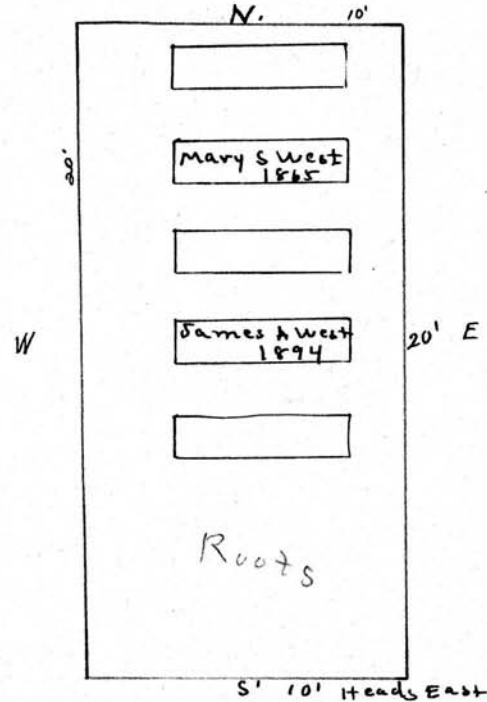 N. 10'
20'
Mary S West
1865
James A West
1894
W
20' E
Roots
S' 10' Heads East